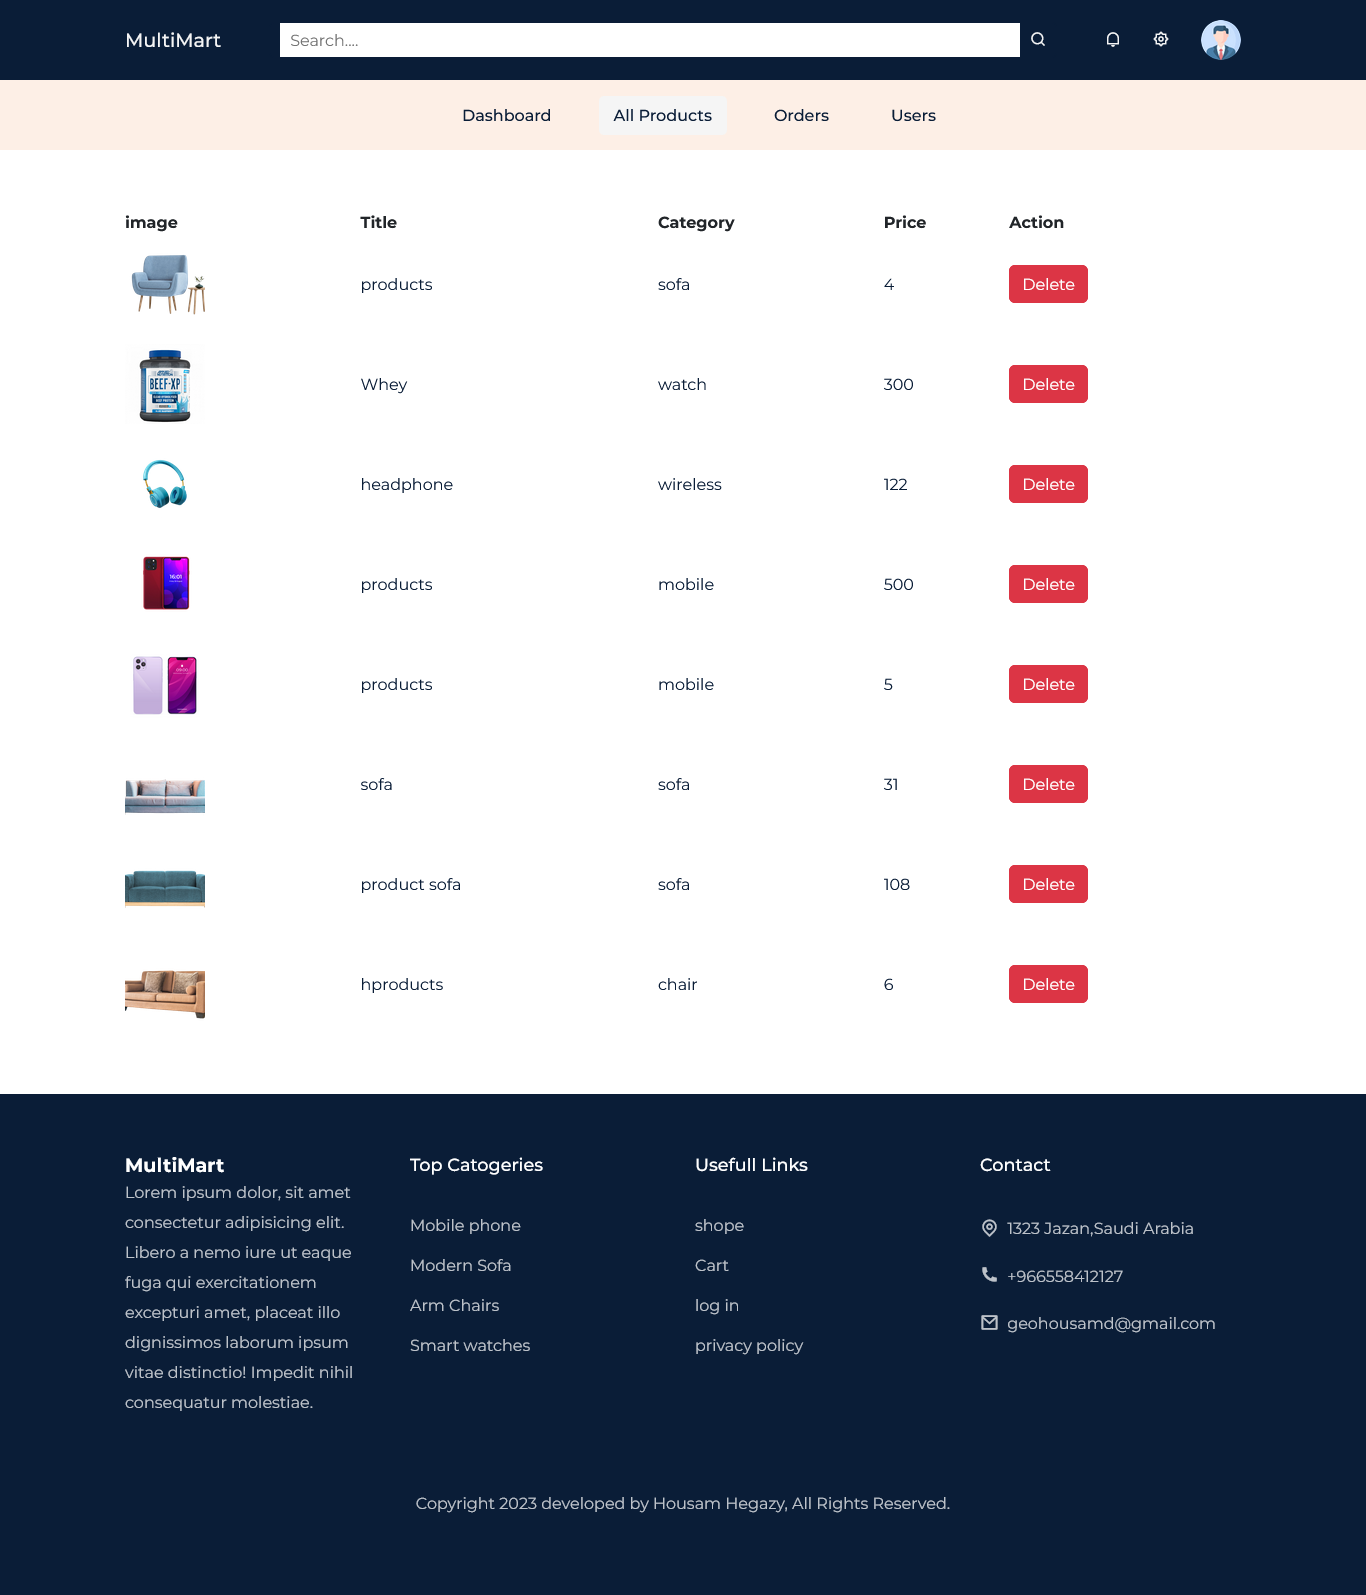 MultiMart
Search....
Dashboard All Products Orders Users
image Title Category Price Action
products sofa 4 Delete
BEEF-XP
Whey watch 300 Delete
headphone wireless 122 Delete
16:01
products mobile 500 Delete
products mobile 5 Delete
sofa sofa 31 Delete
product sofa sofa 108 Delete
hproducts chair 6 Delete
MultiMart
Lorem ipsum dolor, sit amet
consectetur adipisicing elit.
Libero a nemo iure ut eaque
fuga qui exercitationem
excepturi amet, placeat illo
dignissimos laborum ipsum
vitae distinctio! Impedit nihil
consequatur molestiae.
Top Catogeries
Mobile phone
Modern Sofa
Arm Chairs
Smart watches
Usefull Links
shope
Cart
log in
privacy policy
Contact
1323 Jazan,Saudi Arabia
+966558412127
geohousamd@gmail.com
Copyright 2023 developed by Housam Hegazy, All Rights Reserved.